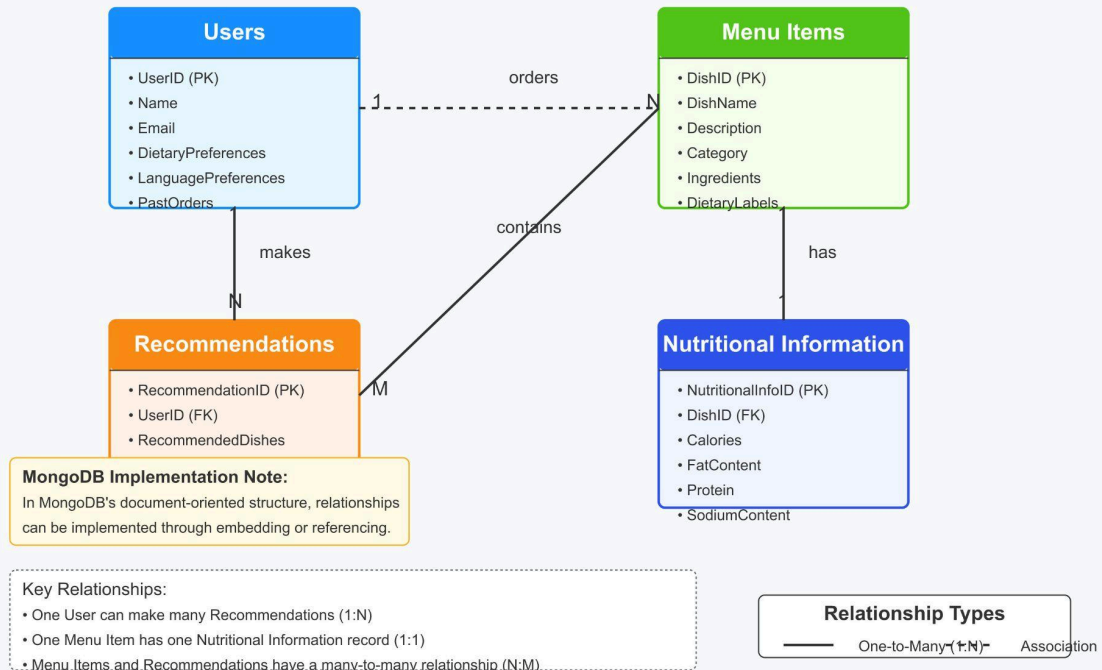 Users
• UserID (PK)
• Name
• Email
• DietaryPreferences
• LanguagePreferences
• PastOrders
orders
1
N
Menu Items
• DishID (PK)
• DishName
• Description
• Category
• Ingredients
• DietaryLabels
1
makes
N
contains
M
1
has
1
Recommendations
• RecommendationID (PK)
• UserID (FK)
• RecommendedDishes
Nutritional Information
• NutritionalInfoID (PK)
• DishID (FK)
• Calories
• FatContent
• Protein
• SodiumContent
MongoDB Implementation Note:
In MongoDB's document-oriented structure, relationships
can be implemented through embedding or referencing.
Key Relationships:
• One User can make many Recommendations (1:N)
• One Menu Item has one Nutritional Information record (1:1)
• Menu Items and Recommendations have a many-to-many relationship (N:M)
Relationship Types
One-to-Many (1:N)
Association